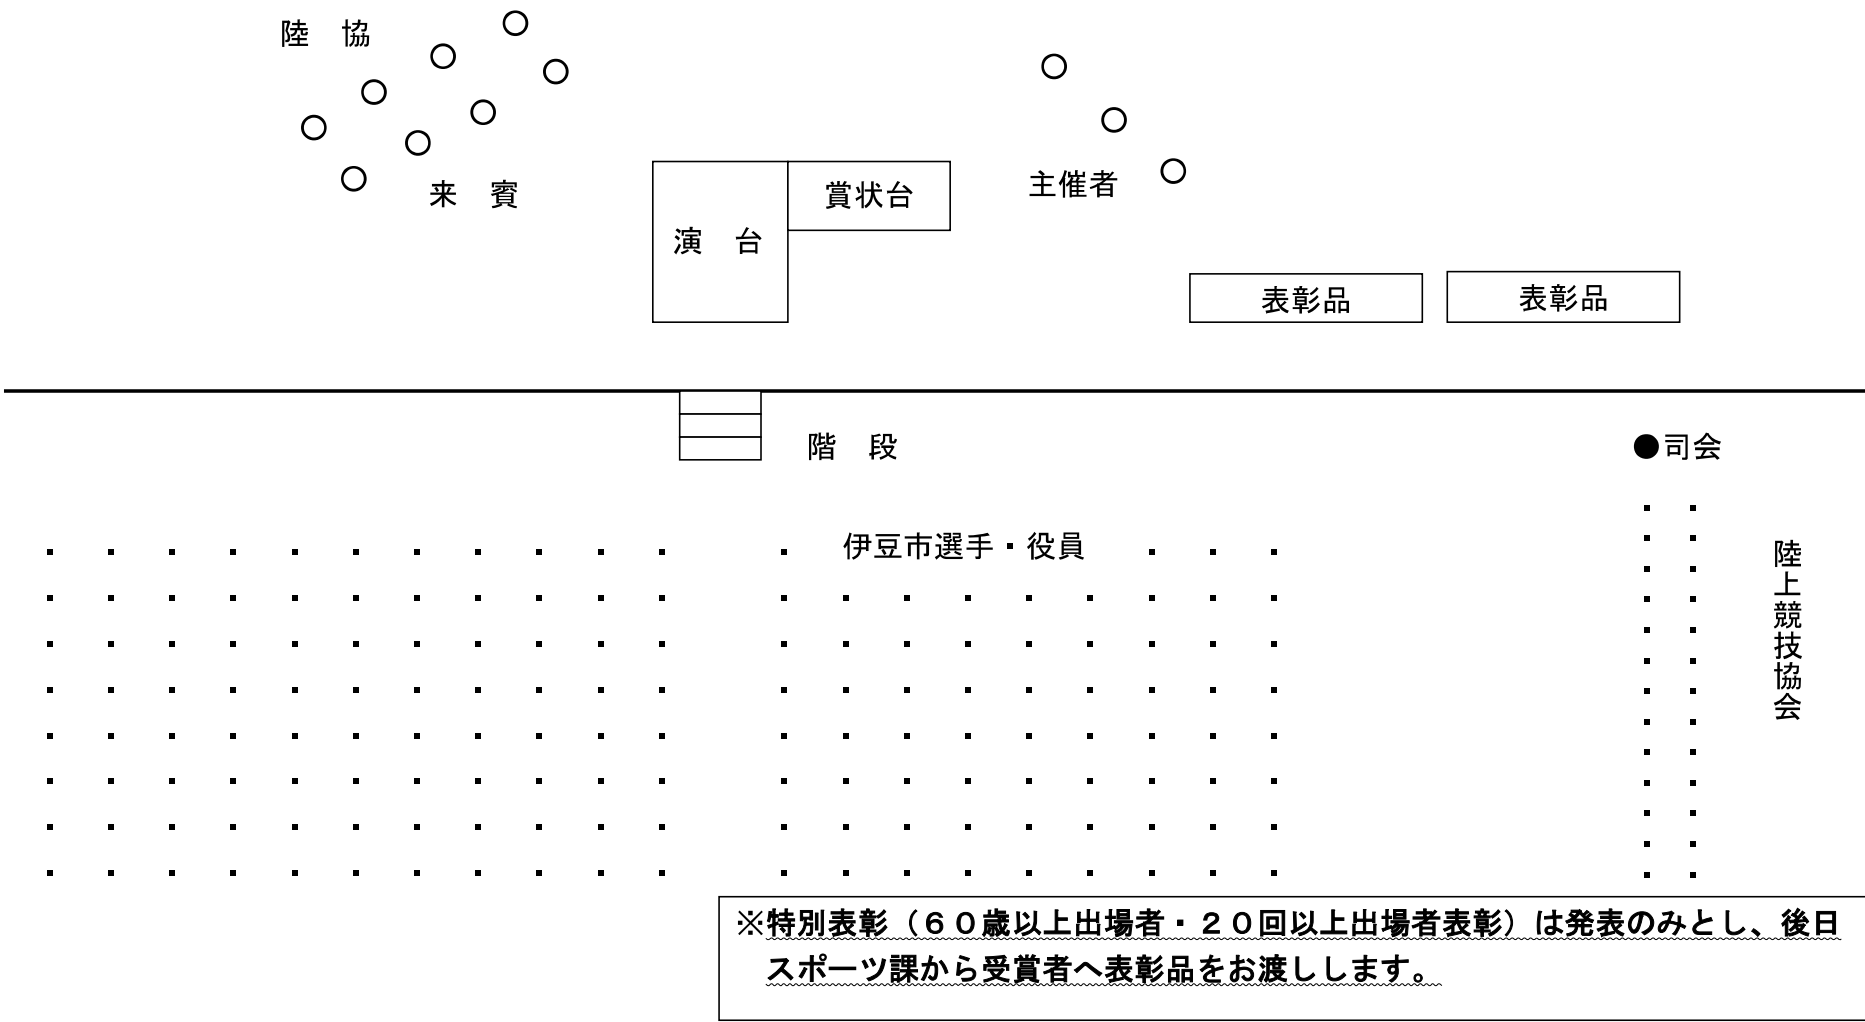 陸　協
来　賓
演　台
賞状台
主催者
表彰品
表彰品
階　段
●司会
伊豆市選手・役員
陸上競技協会
※特別表彰（６０歳以上出場者・２０回以上出場者表彰）は発表のみとし、後日
スポーツ課から受賞者へ表彰品をお渡しします。